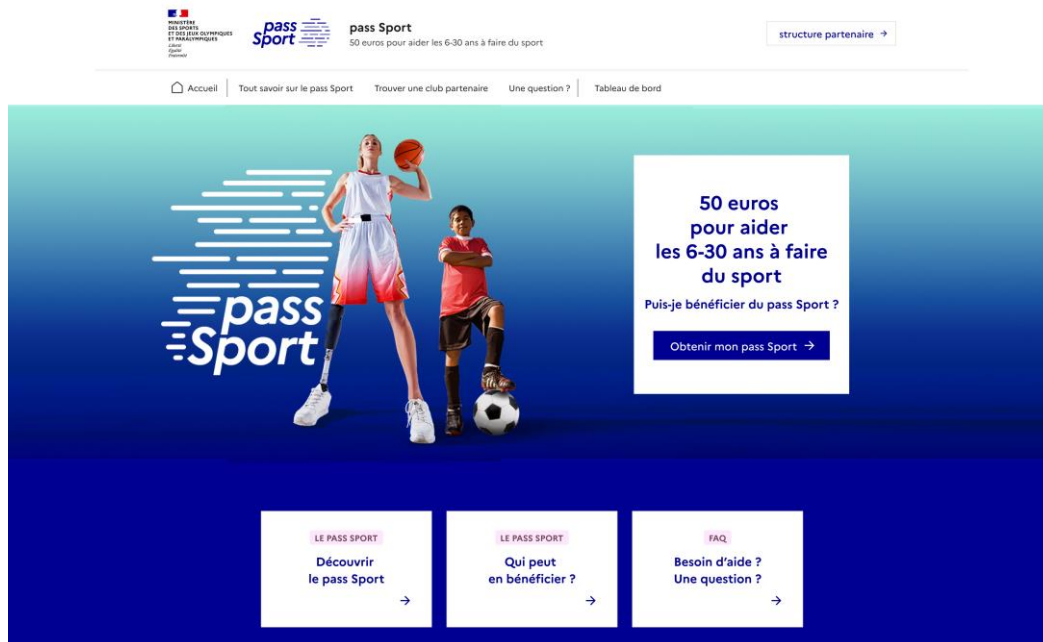 MINISTÈRE
DES SPORTS
ET DES JEUX OLYMPIQUES
ET PARALYMPIQUES
Liberté
Égalité
Fraternité
pass
Sport
pass Sport
50 euros pour aider les 6-30 ans à faire du sport
structure partenaire
Accueil
Tout savoir sur le pass Sport
Trouver une club partenaire
Une question ?
Tableau de bord
pass
Sport
50 euros
pour aider
les 6-30 ans à faire
du sport
Puis-je bénéficier du pass Sport ?
Obtenir mon pass Sport
LE PASS SPORT
Découvrir
le pass Sport
LE PASS SPORT
Qui peut
en bénéficier ?
FAQ
Besoin d'aide ?
Une question ?